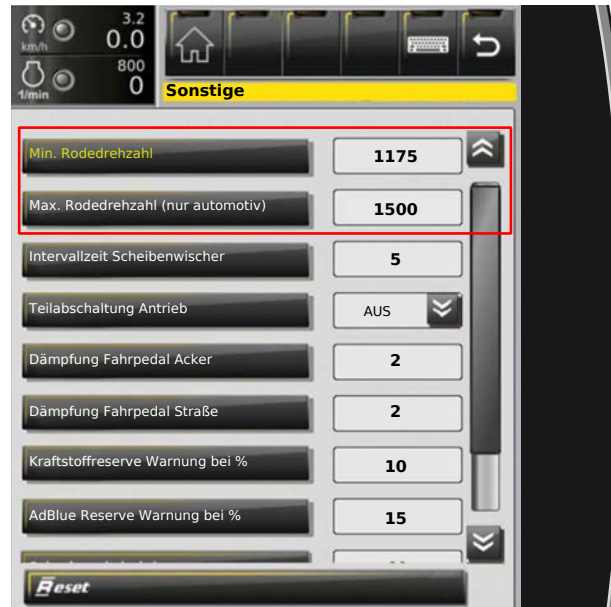 3.2
km/h 0.0
800
1/min 0
Sonstige
Min. Rodedrehzahl 1175
Max. Rodedrehzahl (nur automotiv) 1500
Intervallzeit Scheibenwischer 5
Teilabschaltung Antrieb AUS
Dämpfung Fahrpedal Acker 2
Dämpfung Fahrpedal Straße 2
Kraftstoffreserve Warnung bei % 10
AdBlue Reserve Warnung bei % 15
Reset